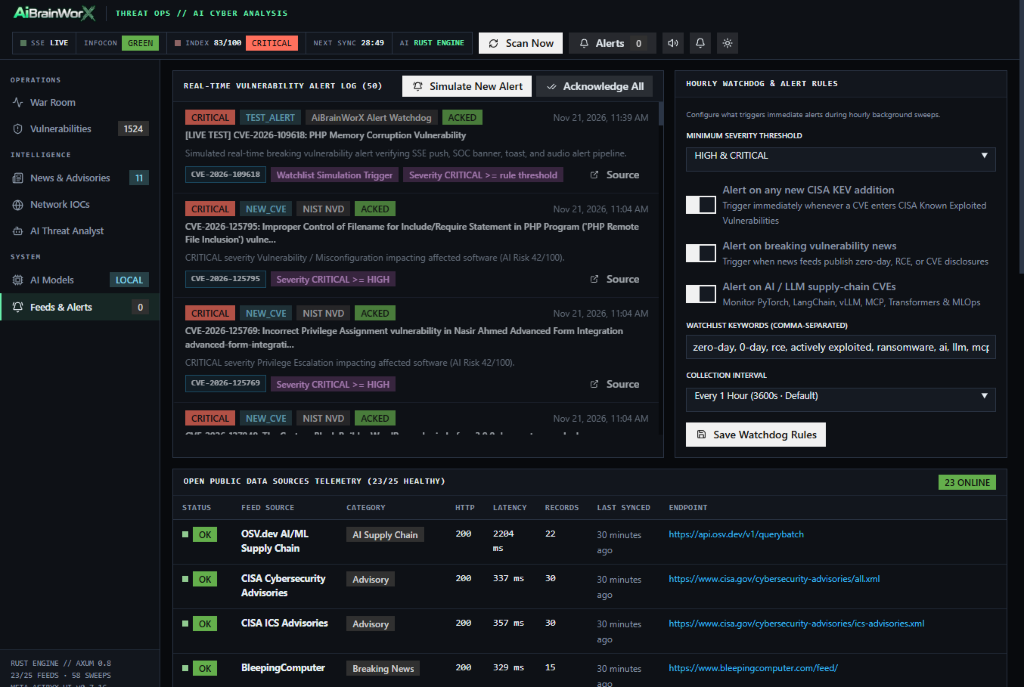 AiBrainWorX
THREAT OPS // AI CYBER ANALYSIS
SSE LIVE
INFOCON GREEN
INDEX 83/100 CRITICAL
NEXT SYNC 28:49
AI RUST ENGINE
Scan Now
Alerts 0
OPERATIONS
War Room
Vulnerabilities 1524
INTELLIGENCE
News & Advisories 11
Network IOCs
AI Threat Analyst
SYSTEM
AI Models LOCAL
Feeds & Alerts 0
RUST ENGINE // AXUM 0.8
23/25 FEEDS · 58 SWEEPS
REAL-TIME VULNERABILITY ALERT LOG (50)
Simulate New Alert
Acknowledge All
CRITICAL TEST_ALERT AiBrainWorX Alert Watchdog ACKED Nov 21, 2026, 11:39 AM
[LIVE TEST] CVE-2026-109618: PHP Memory Corruption Vulnerability
Simulated real-time breaking vulnerability alert verifying SSE push, SOC banner, toast, and audio alert pipeline.
CVE-2026-109618 Watchlist Simulation Trigger Severity CRITICAL >= rule threshold Source
CRITICAL NEW_CVE NIST NVD ACKED Nov 21, 2026, 11:04 AM
CVE-2026-125795: Improper Control of Filename for Include/Require Statement in PHP Program ('PHP Remote
File Inclusion') vulne...
CRITICAL severity Vulnerability / Misconfiguration impacting affected software (AI Risk 42/100).
CVE-2026-125795 Severity CRITICAL >= HIGH Source
CRITICAL NEW_CVE NIST NVD ACKED Nov 21, 2026, 11:04 AM
CVE-2026-125769: Incorrect Privilege Assignment vulnerability in Nasir Ahmed Advanced Form Integration
advanced-form-integrati...
CRITICAL severity Privilege Escalation impacting affected software (AI Risk 42/100).
CVE-2026-125769 Severity CRITICAL >= HIGH Source
CRITICAL NEW_CVE NIST NVD ACKED Nov 21, 2026, 11:04 AM
HOURLY WATCHDOG & ALERT RULES
Configure what triggers immediate alerts during hourly background sweeps.
MINIMUM SEVERITY THRESHOLD
HIGH & CRITICAL
Alert on any new CISA KEV addition
Trigger immediately whenever a CVE enters CISA Known Exploited
Vulnerabilities
Alert on breaking vulnerability news
Trigger when news feeds publish zero-day, RCE, or CVE disclosures
Alert on AI / LLM supply-chain CVEs
Monitor PyTorch, LangChain, vLLM, MCP, Transformers & MLOps
WATCHLIST KEYWORDS (COMMA-SEPARATED)
zero-day, 0-day, rce, actively exploited, ransomware, ai, llm, mcp
COLLECTION INTERVAL
Every 1 Hour (3600s · Default)
Save Watchdog Rules
OPEN PUBLIC DATA SOURCES TELEMETRY (23/25 HEALTHY)
23 ONLINE
STATUS FEED SOURCE CATEGORY HTTP LATENCY RECORDS LAST SYNCED ENDPOINT
OK OSV.dev AI/ML Supply Chain AI Supply Chain 200 2204 ms 22 30 minutes ago https://api.osv.dev/v1/querybatch
OK CISA Cybersecurity Advisories Advisory 200 337 ms 30 30 minutes ago https://www.cisa.gov/cybersecurity-advisories/all.xml
OK CISA ICS Advisories Advisory 200 357 ms 30 30 minutes ago https://www.cisa.gov/cybersecurity-advisories/ics-advisories.xml
OK BleepingComputer Breaking News 200 329 ms 15 30 minutes ago https://www.bleepingcomputer.com/feed/